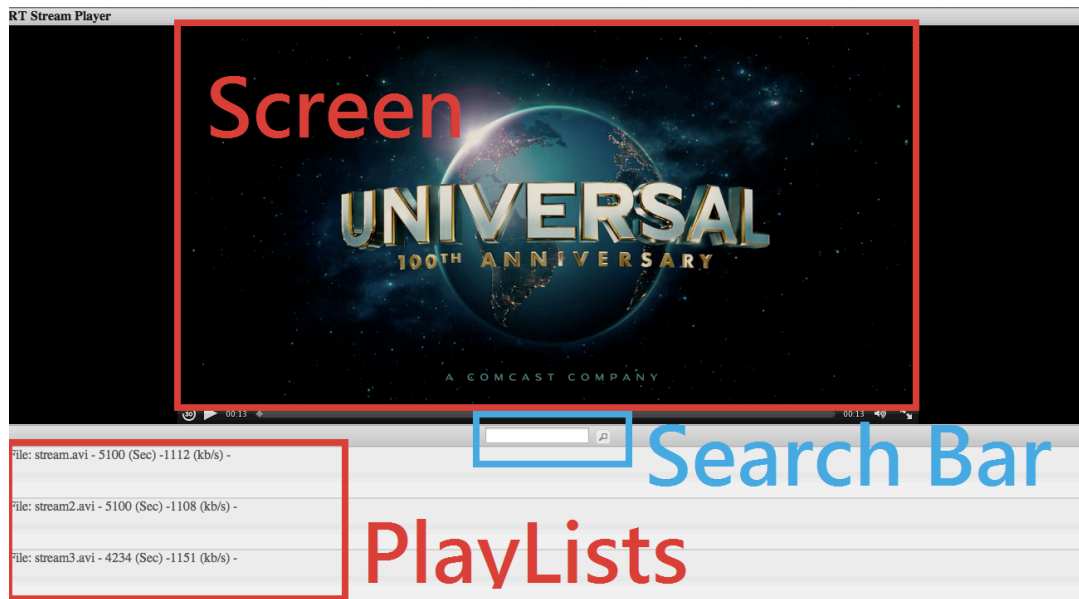 RT Stream Player
Screen
UNIVERSAL
100TH ANNIVERSARY
A COMCAST COMPANY
30 00:13 00:13
Search Bar
File: stream.avi - 5100 (Sec) -1112 (kb/s) -
File: stream2.avi - 5100 (Sec) -1108 (kb/s) -
PlayLists
File: stream3.avi - 4234 (Sec) -1151 (kb/s) -